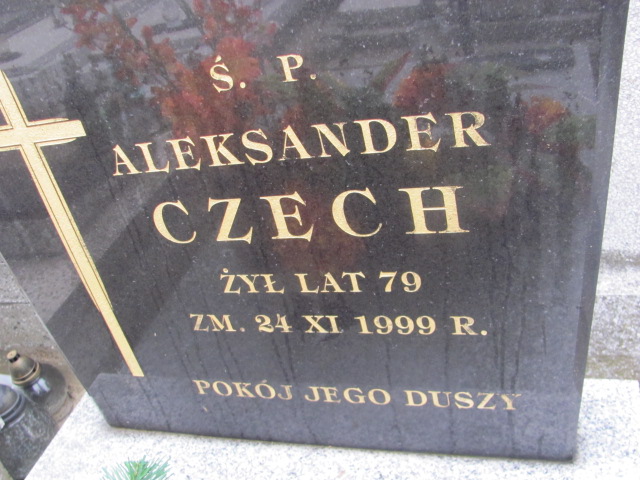 Ś. P.
ALEKSANDER
CZECH
ŻYŁ LAT 79
ZM. 24 XI 1999 R.
POKÓJ JEGO DUSZY